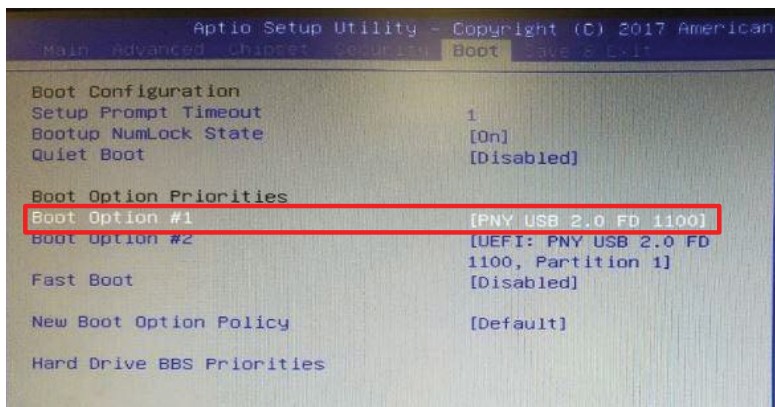 Aptio Setup Utility - Copyright (C) 2017 American
Main Advanced Chipset Security Boot Save & Exit
Boot Configuration
Setup Prompt Timeout 1
Bootup NumLock State [On]
Quiet Boot [Disabled]
Boot Option Priorities
Boot Option #1 [PNY USB 2.0 FD 1100]
Boot Option #2 [UEFI: PNY USB 2.0 FD
1100, Partition 1]
Fast Boot [Disabled]
New Boot Option Policy [Default]
Hard Drive BBS Priorities